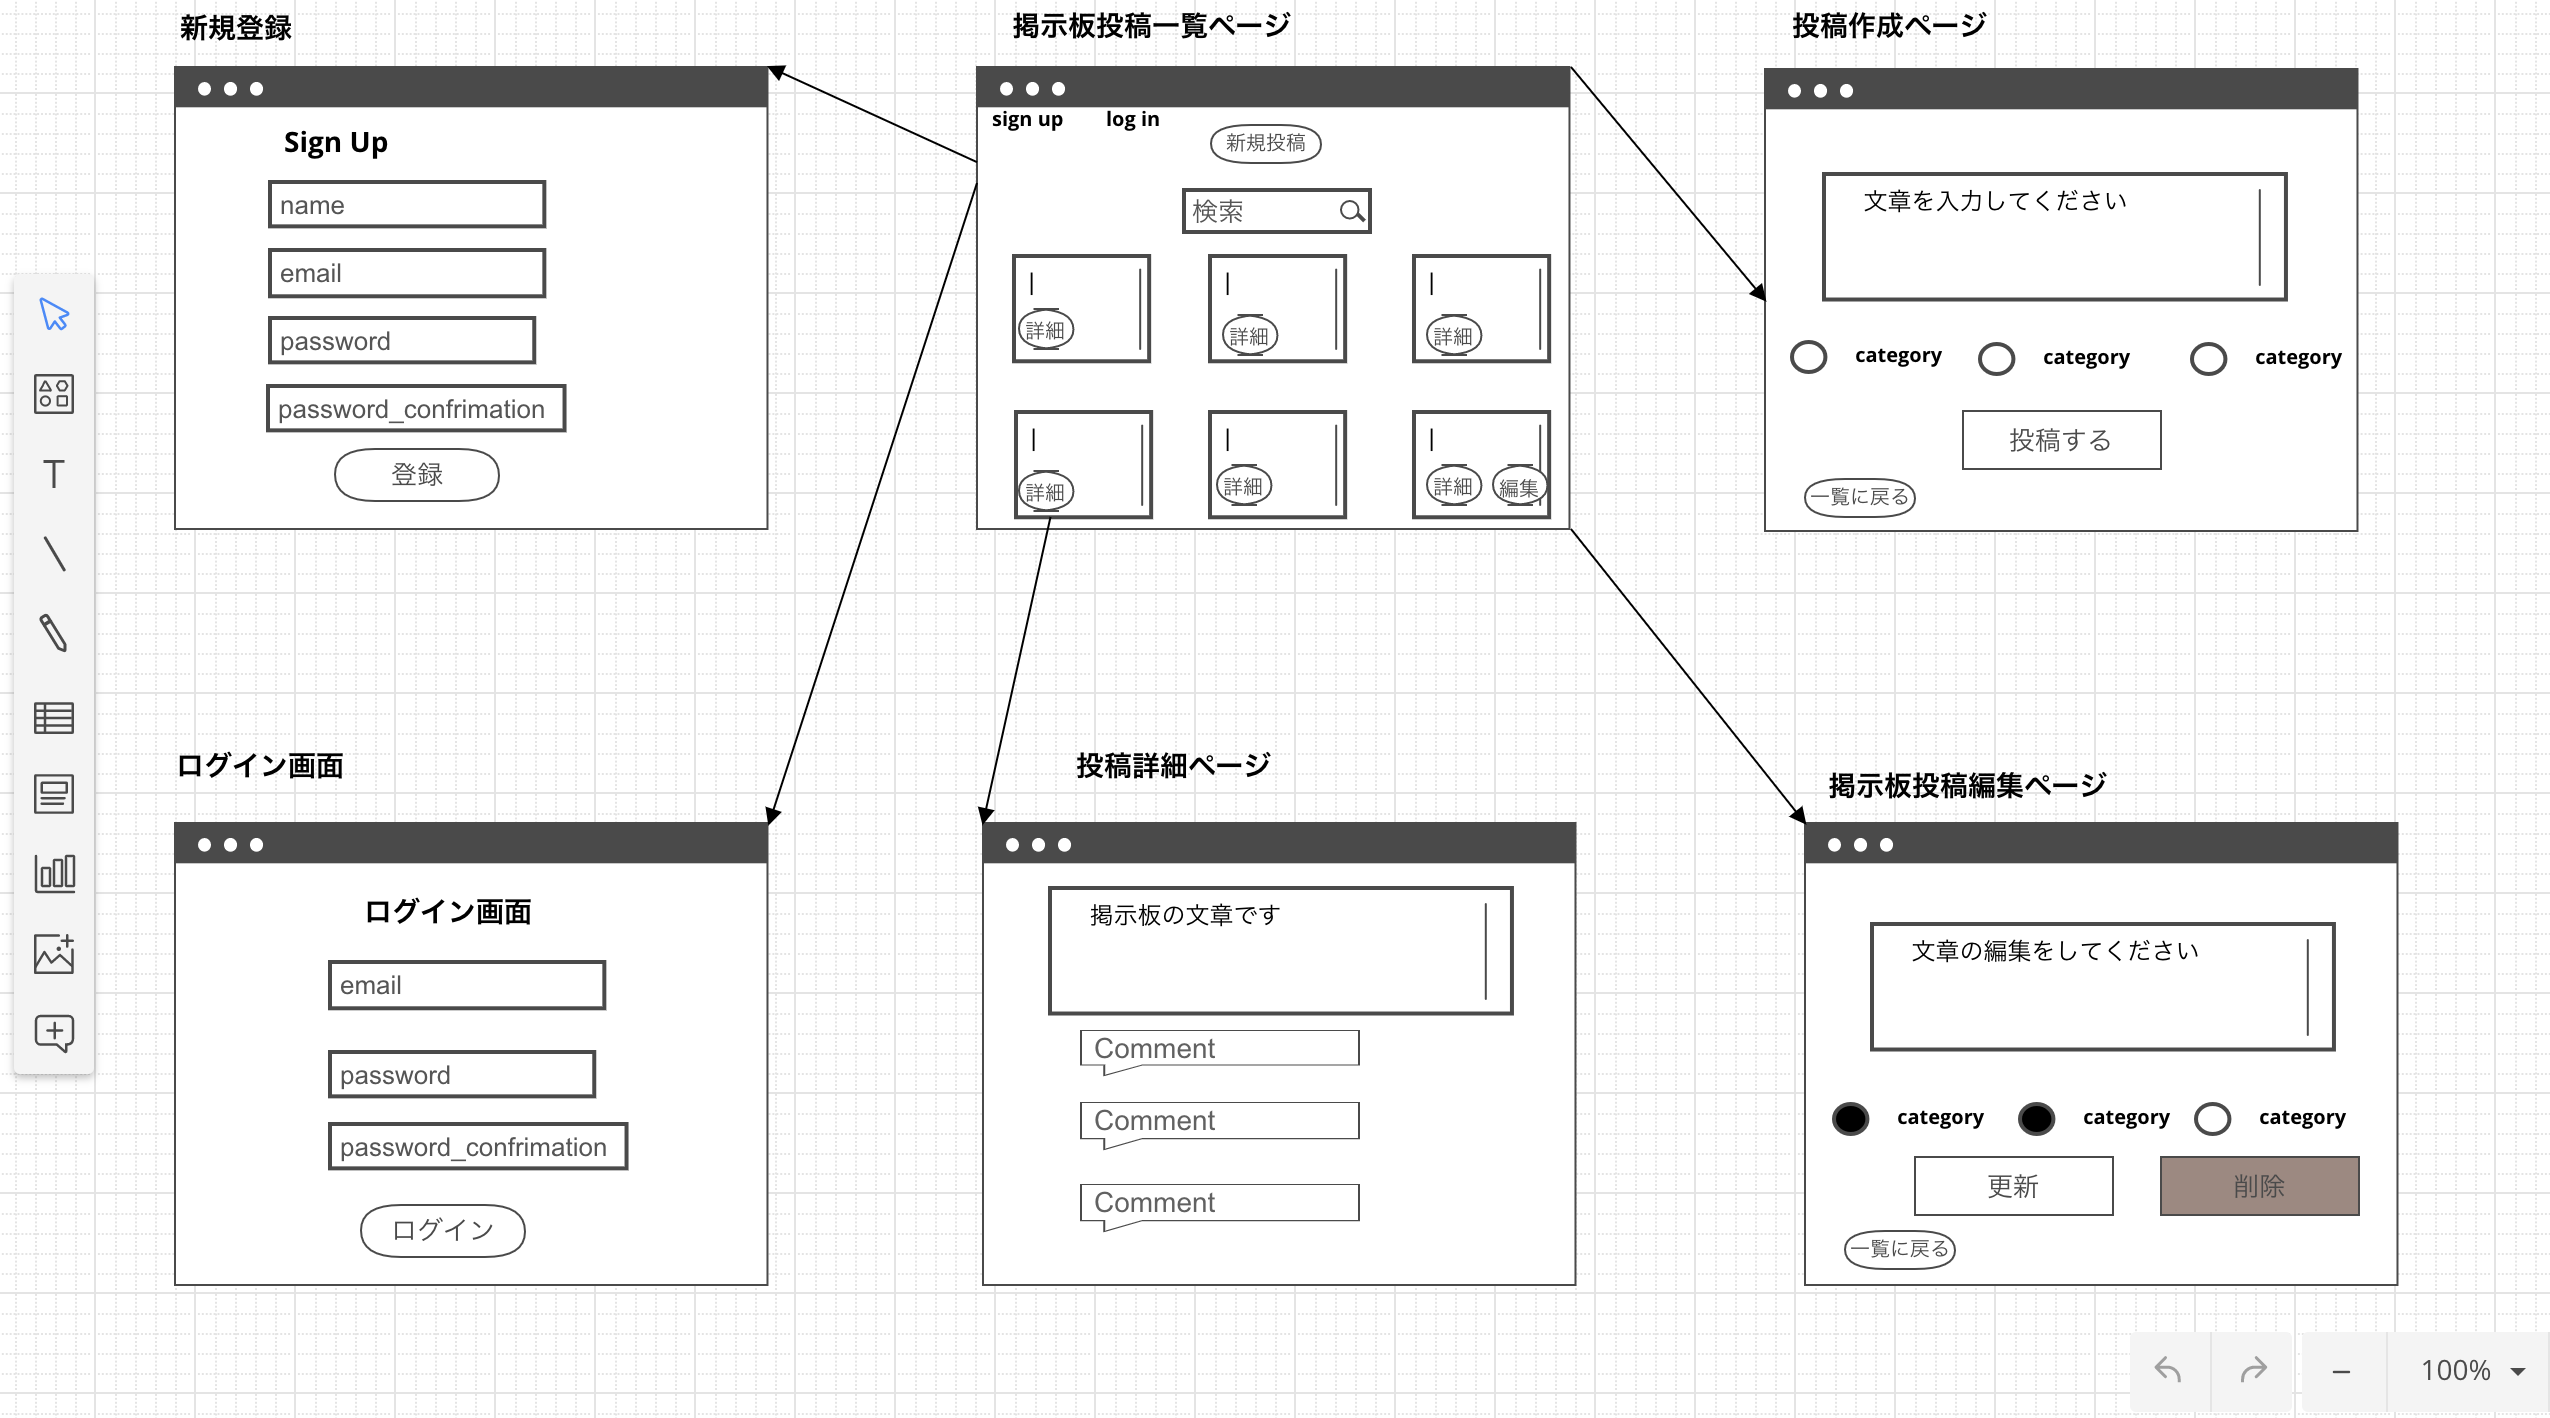 新規登録
Sign Up
name
email
password
password_confrimation
登録
掲示板投稿一覧ページ
sign up log in
新規投稿
検索
詳細
詳細
詳細
詳細
詳細
詳細 編集
投稿作成ページ
文章を入力してください
category category category
投稿する
一覧に戻る
ログイン画面
ログイン画面
email
password
password_confrimation
ログイン
投稿詳細ページ
掲示板の文章です
Comment
Comment
Comment
掲示板投稿編集ページ
文章の編集をしてください
category category category
更新 削除
一覧に戻る
T
100%